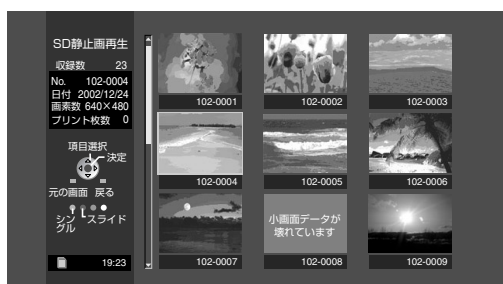 SD静止画再生
収録数 23
No. 102-0004
日付 2002/12/24
画素数 640×480
プリント枚数 0
項目選択
決定
元の画面 戻る
シングル
スライド
19:23
102-0001
102-0002
102-0003
102-0004
102-0005
102-0006
102-0007
小画面データが
壊れています
102-0008
102-0009